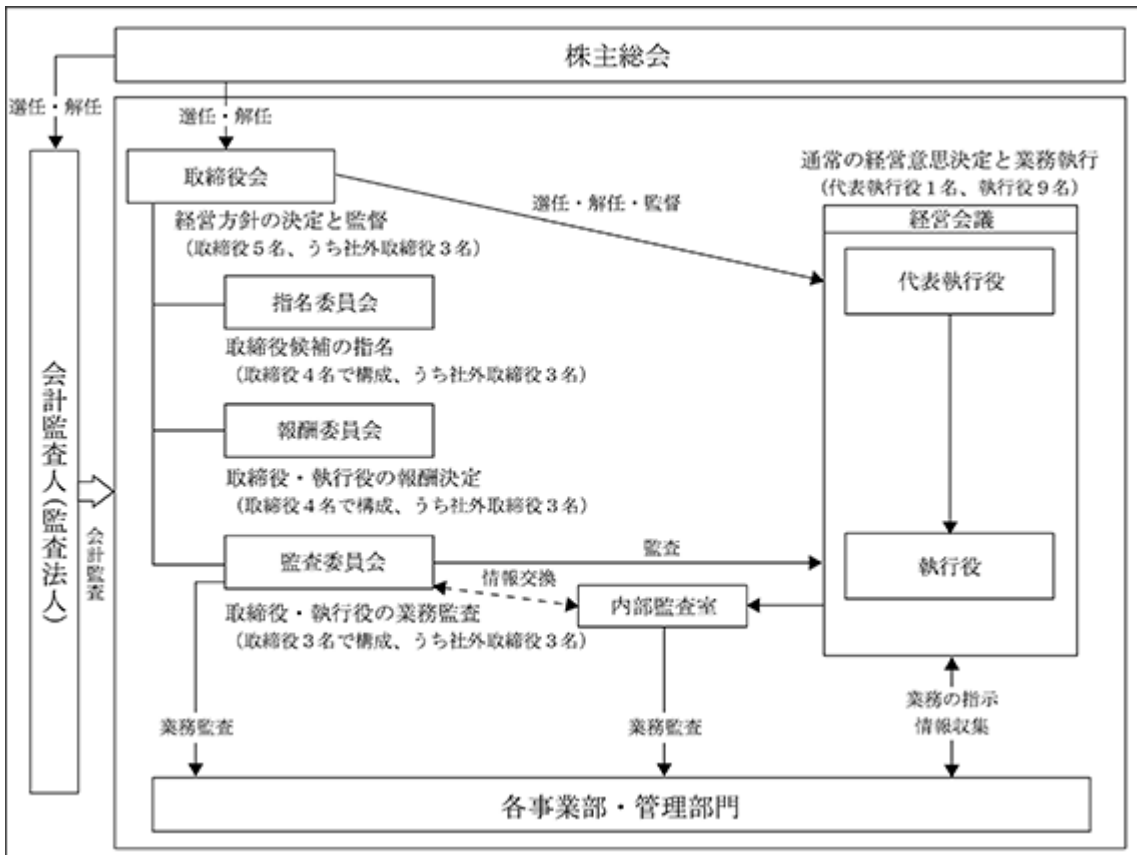 株主総会
選任・解任
選任・解任
取締役会
経営方針の決定と監督
(取締役5名、うち社外取締役3名)
選任・解任・監督
通常の経営意思決定と業務執行
(代表執行役1名、執行役9名)
経営会議
代表執行役
指名委員会
取締役候補の指名
(取締役4名で構成、うち社外取締役3名)
報酬委員会
取締役・執行役の報酬決定
(取締役4名で構成、うち社外取締役3名)
会計監査人(監査法人)
会計監査
監査委員会
監査
執行役
情報交換
内部監査室
取締役・執行役の業務監査
(取締役3名で構成、うち社外取締役3名)
業務監査
業務監査
業務の指示
情報収集
各事業部・管理部門